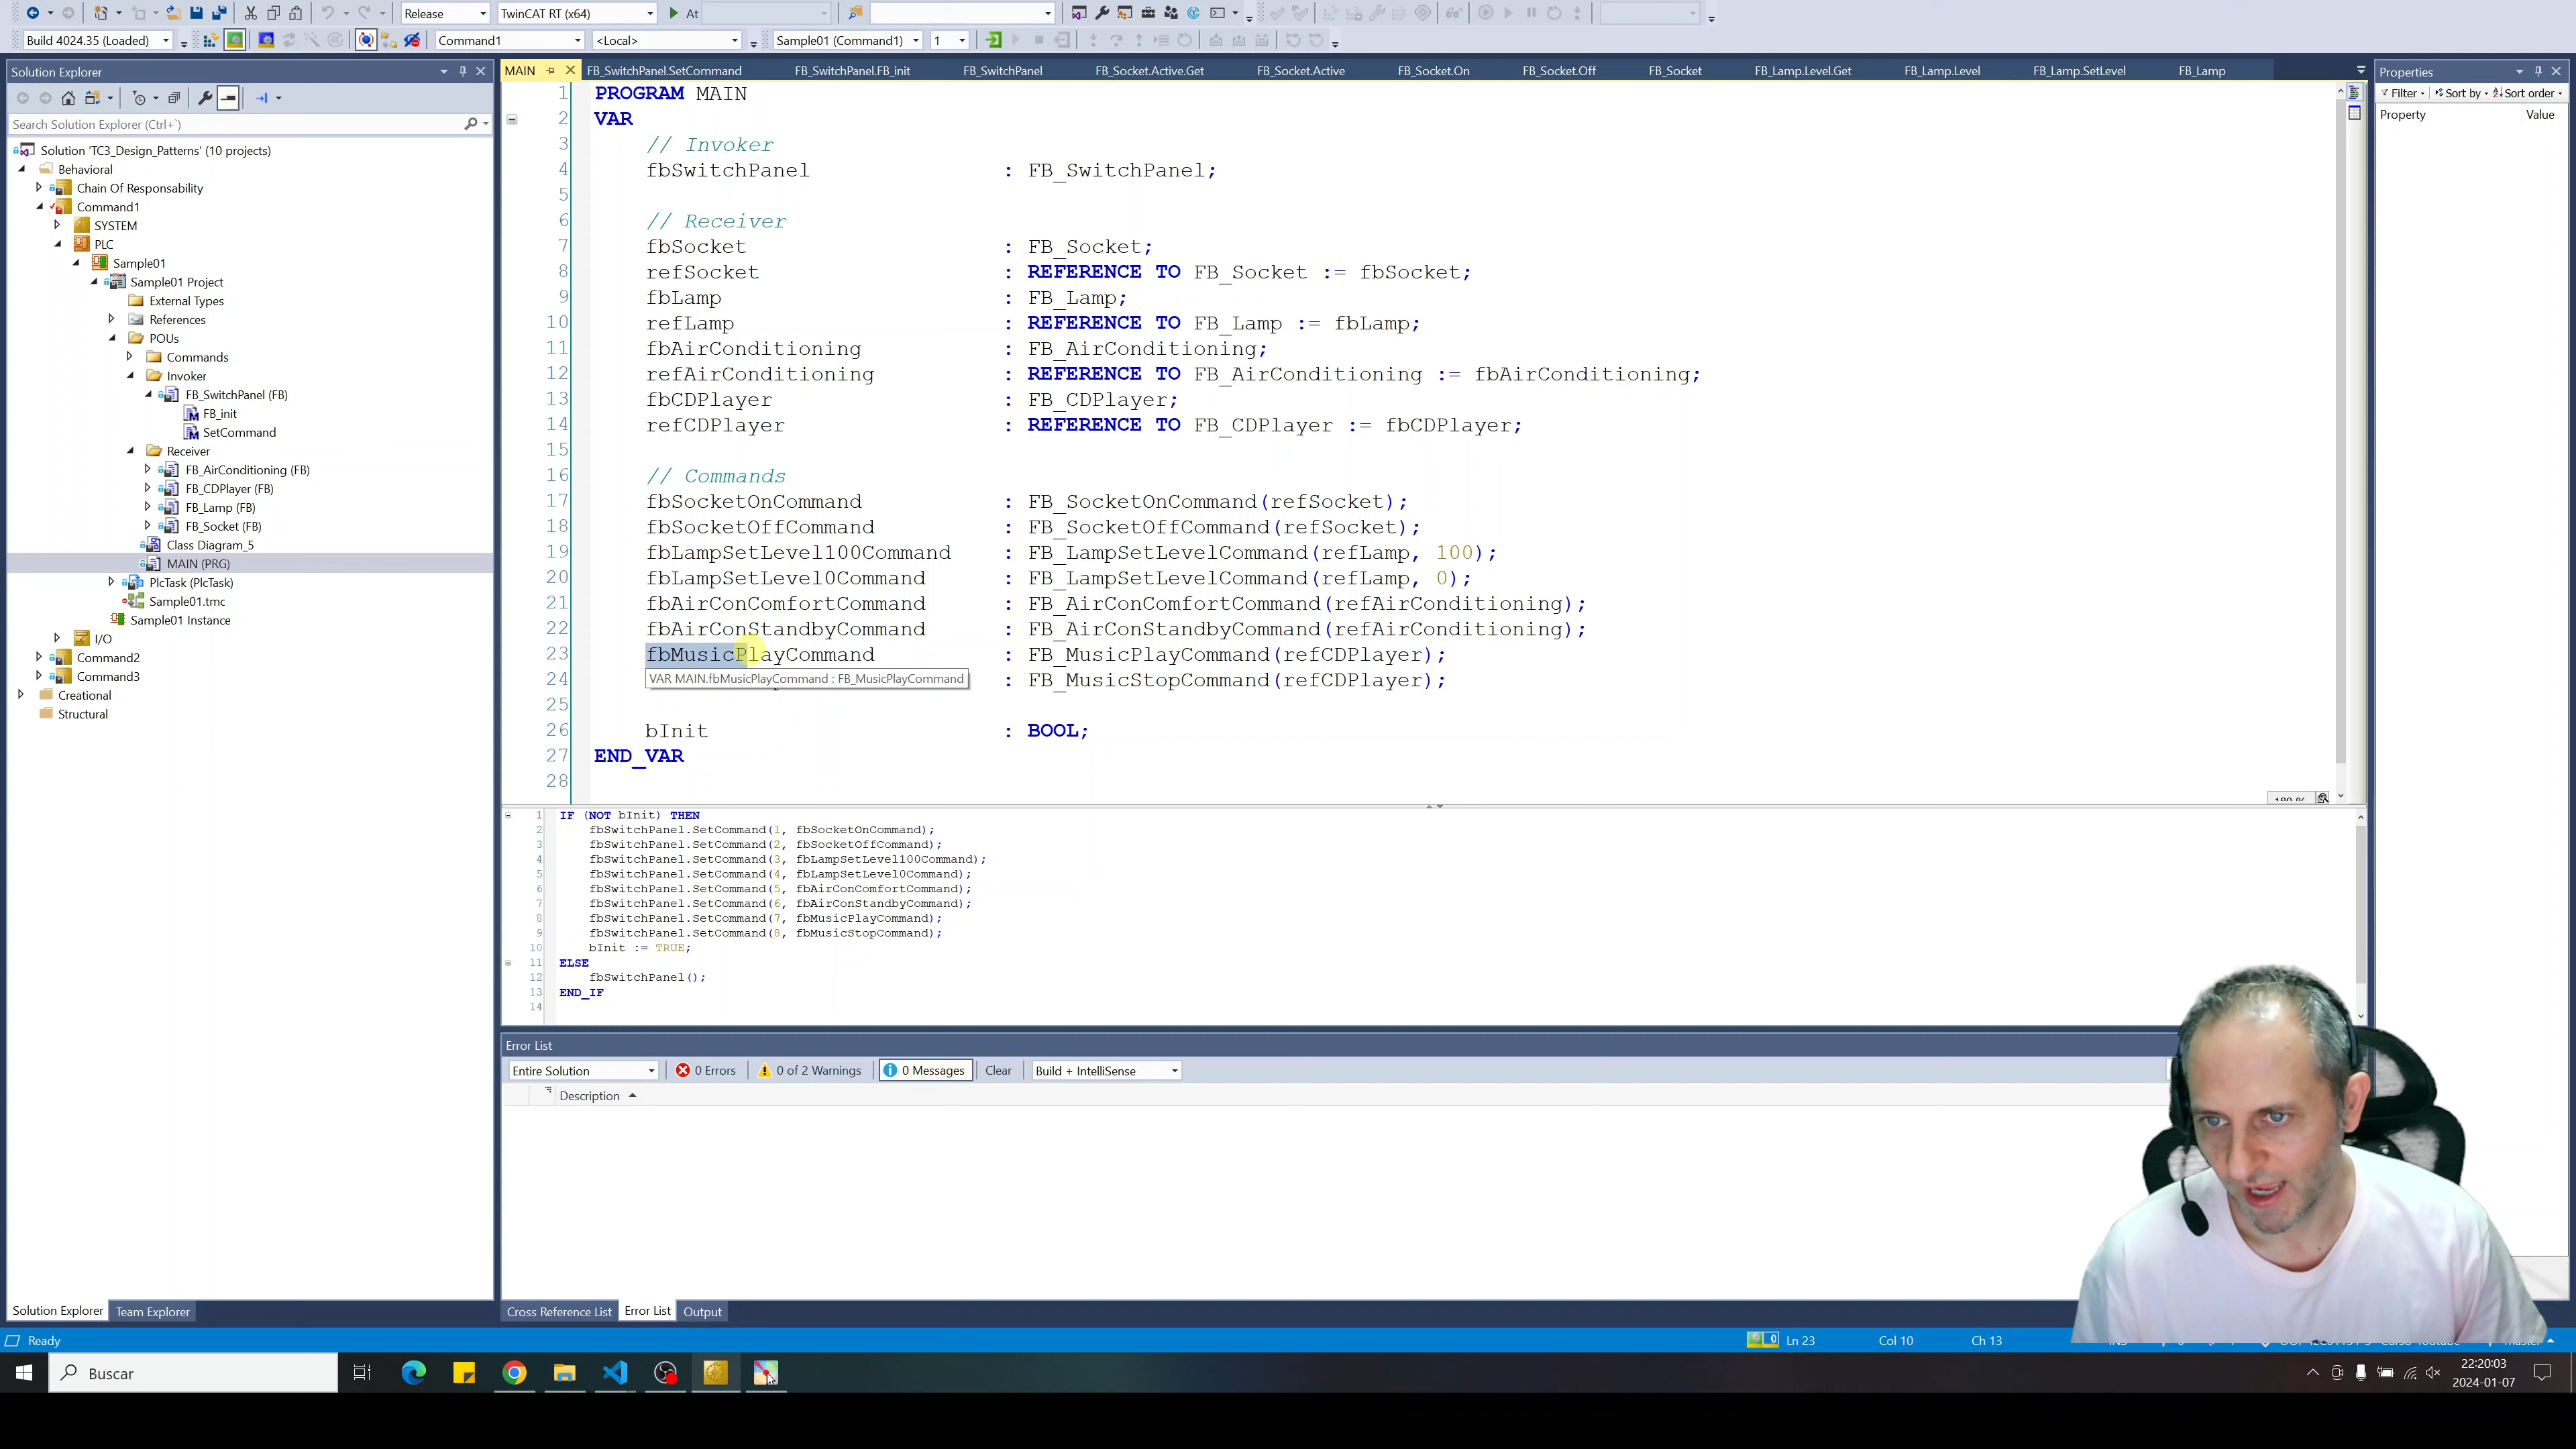 Release
TwinCAT RT (x64)
At
Build 4024.35 (Loaded)
Command1
<Local>
Sample01 (Command1)
1
Solution Explorer
Search Solution Explorer (Ctrl+`)
Solution 'TC3_Design_Patterns' (10 projects)
Behavioral
Chain Of Responsability
Command1
SYSTEM
PLC
Sample01
Sample01 Project
External Types
References
POUs
Commands
Invoker
FB_SwitchPanel (FB)
FB_init
SetCommand
Receiver
FB_AirConditioning (FB)
FB_CDPlayer (FB)
FB_Lamp (FB)
FB_Socket (FB)
Class Diagram_5
MAIN (PRG)
PlcTask (PlcTask)
Sample01.tmc
Sample01 Instance
I/O
Command2
Command3
Creational
Structural
Solution Explorer
Team Explorer
MAIN
FB_SwitchPanel.SetCommand
FB_SwitchPanel.FB_init
FB_SwitchPanel
FB_Socket.Active.Get
FB_Socket.Active
FB_Socket.On
FB_Socket.Off
FB_Socket
FB_Lamp.Level.Get
FB_Lamp.Level
FB_Lamp.SetLevel
FB_Lamp
1 PROGRAM MAIN
2 VAR
3 // Invoker
4 fbSwitchPanel : FB_SwitchPanel;
5
6 // Receiver
7 fbSocket : FB_Socket;
8 refSocket : REFERENCE TO FB_Socket := fbSocket;
9 fbLamp : FB_Lamp;
10 refLamp : REFERENCE TO FB_Lamp := fbLamp;
11 fbAirConditioning : FB_AirConditioning;
12 refAirConditioning : REFERENCE TO FB_AirConditioning := fbAirConditioning;
13 fbCDPlayer : FB_CDPlayer;
14 refCDPlayer : REFERENCE TO FB_CDPlayer := fbCDPlayer;
15
16 // Commands
17 fbSocketOnCommand : FB_SocketOnCommand(refSocket);
18 fbSocketOffCommand : FB_SocketOffCommand(refSocket);
19 fbLampSetLevel100Command : FB_LampSetLevelCommand(refLamp, 100);
20 fbLampSetLevel0Command : FB_LampSetLevelCommand(refLamp, 0);
21 fbAirConComfortCommand : FB_AirConComfortCommand(refAirConditioning);
22 fbAirConStandbyCommand : FB_AirConStandbyCommand(refAirConditioning);
23 fbMusicPlayCommand : FB_MusicPlayCommand(refCDPlayer);
VAR MAIN.fbMusicPlayCommand : FB_MusicPlayCommand
24 : FB_MusicStopCommand(refCDPlayer);
25
26 bInit : BOOL;
27 END_VAR
28
1 IF (NOT bInit) THEN
2 fbSwitchPanel.SetCommand(1, fbSocketOnCommand);
3 fbSwitchPanel.SetCommand(2, fbSocketOffCommand);
4 fbSwitchPanel.SetCommand(3, fbLampSetLevel100Command);
5 fbSwitchPanel.SetCommand(4, fbLampSetLevel0Command);
6 fbSwitchPanel.SetCommand(5, fbAirConComfortCommand);
7 fbSwitchPanel.SetCommand(6, fbAirConStandbyCommand);
8 fbSwitchPanel.SetCommand(7, fbMusicPlayCommand);
9 fbSwitchPanel.SetCommand(8, fbMusicStopCommand);
10 bInit := TRUE;
11 ELSE
12 fbSwitchPanel();
13 END_IF
14
Error List
Entire Solution
0 Errors
0 of 2 Warnings
0 Messages
Clear
Build + IntelliSense
Description
Cross Reference List
Error List
Output
Properties
Filter
Sort by
Sort order
Property
Value
Ready
0
Ln 23
Col 10
Ch 13
Buscar
22:20:03
2024-01-07